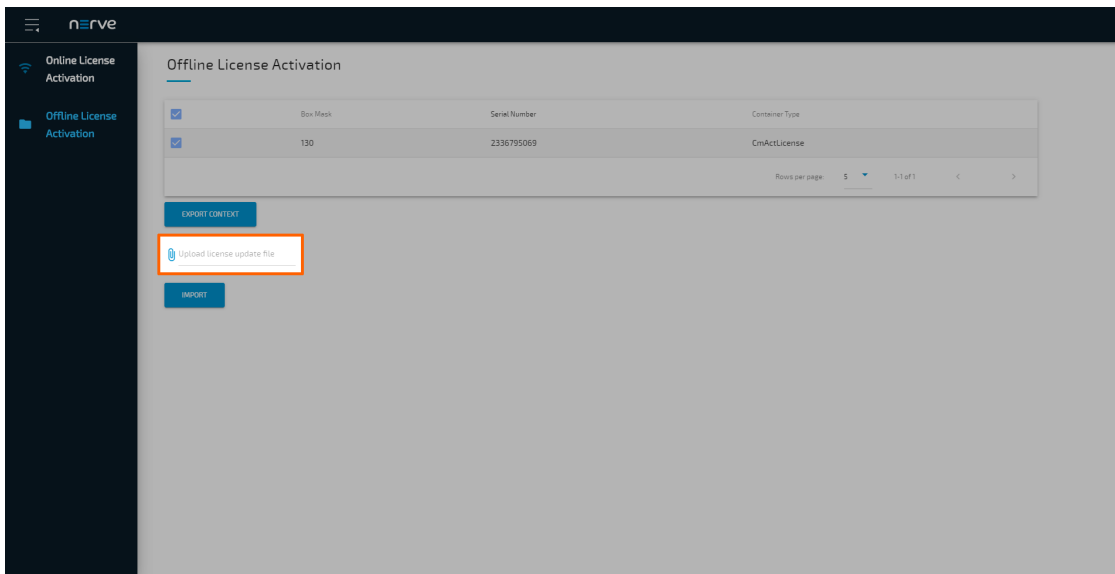 nerve
Online License
Activation
Offline License
Activation
Offline License Activation
Box Mask Serial Number Container Type
130 2336795069 CmActLicense
Rows per page: 5 1-1 of 1
EXPORT CONTEXT
Upload license update file
IMPORT